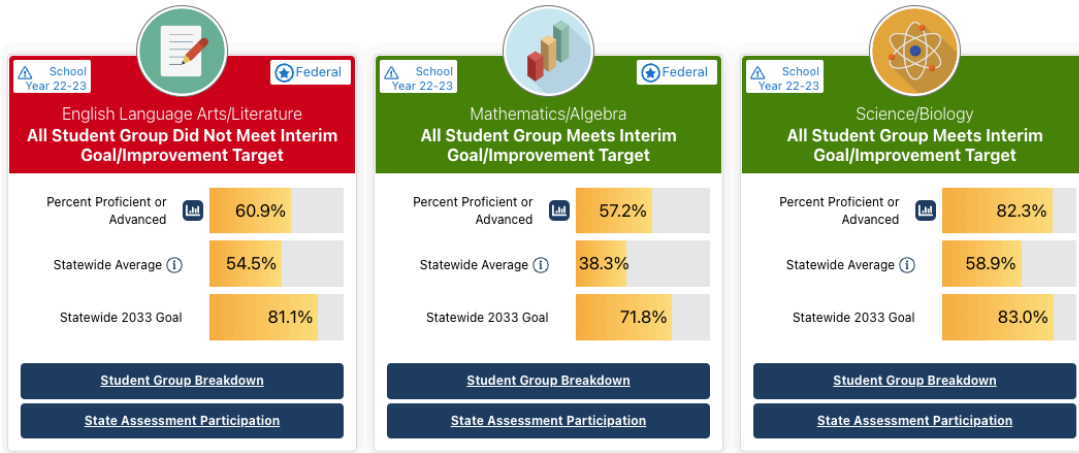 School
Year 22-23
Federal
English Language Arts/Literature
All Student Group Did Not Meet Interim
Goal/Improvement Target
Percent Proficient or
Advanced
60.9%
Statewide Average
54.5%
Statewide 2033 Goal
81.1%
Student Group Breakdown
State Assessment Participation
School
Year 22-23
Federal
Mathematics/Algebra
All Student Group Meets Interim
Goal/Improvement Target
Percent Proficient or
Advanced
57.2%
Statewide Average
38.3%
Statewide 2033 Goal
71.8%
Student Group Breakdown
State Assessment Participation
School
Year 22-23
Science/Biology
All Student Group Meets Interim
Goal/Improvement Target
Percent Proficient or
Advanced
82.3%
Statewide Average
58.9%
Statewide 2033 Goal
83.0%
Student Group Breakdown
State Assessment Participation